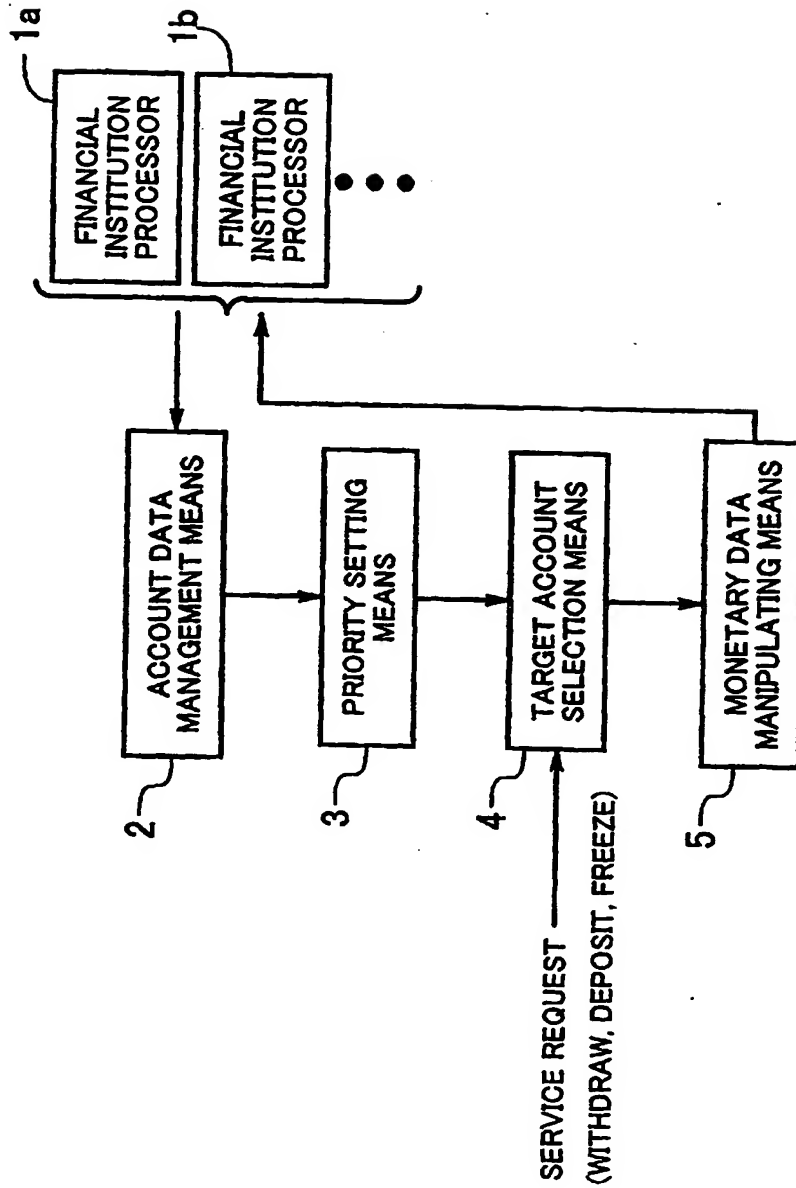 1a
FINANCIAL
INSTITUTION
PROCESSOR
1b
FINANCIAL
INSTITUTION
PROCESSOR
2
ACCOUNT DATA
MANAGEMENT MEANS
3
PRIORITY SETTING
MEANS
4
TARGET ACCOUNT
SELECTION MEANS
SERVICE REQUEST
(WITHDRAW, DEPOSIT, FREEZE)
5
MONETARY DATA
MANIPULATING MEANS